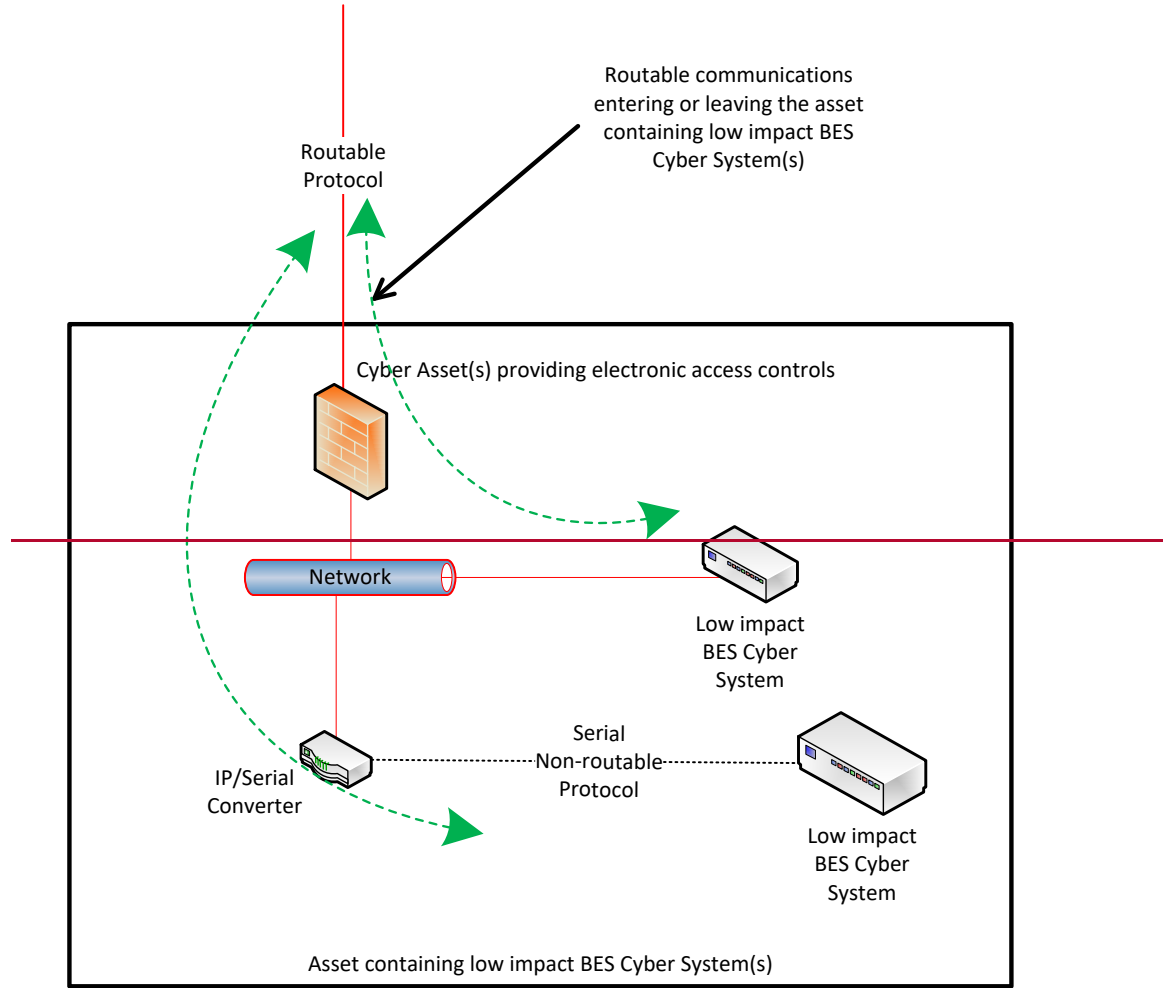 Routable communications
entering or leaving the asset
containing low impact BES
Cyber System(s)
Routable
Protocol
Cyber Asset(s) providing electronic access controls
Network
Low impact
BES Cyber
System
Serial
Non-routable
Protocol
IP/Serial
Converter
Low impact
BES Cyber
System
Asset containing low impact BES Cyber System(s)